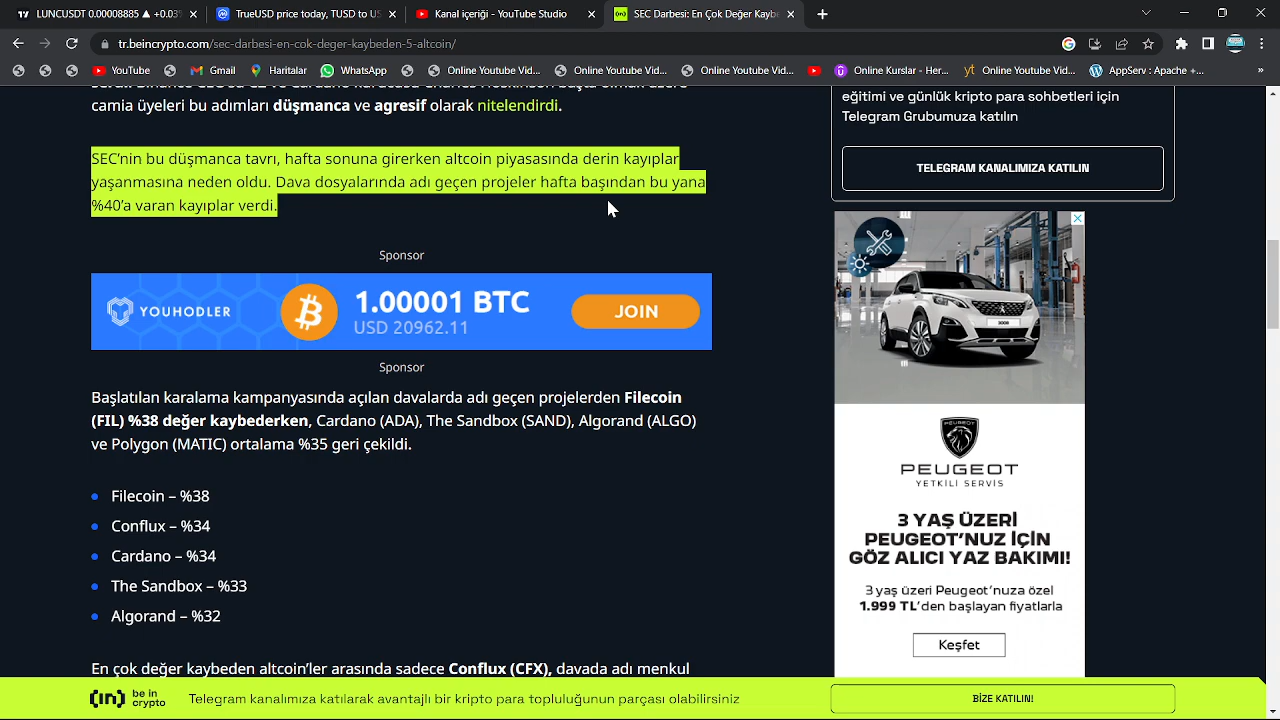 LUNCUSDT 0.00008885 ▲ +0.03
TrueUSD price today, TUSD to US
Kanal içeriği - YouTube Studio
SEC Darbesi: En Çok Değer Kaybe
tr.beincrypto.com/sec-darbesi-en-cok-deger-kaybeden-5-altcoin/
YouTube
Gmail
Haritalar
WhatsApp
Online Youtube Vid...
Online Youtube Vid...
Online Youtube Vid...
Online Kurslar - Her...
Online Youtube Vid...
AppServ : Apache +...
camia üyeleri bu adımları düşmanca ve agresif olarak nitelendirdi.
SEC’nin bu düşmanca tavrı, hafta sonuna girerken altcoin piyasasında derin kayıplar
yaşanmasına neden oldu. Dava dosyalarında adı geçen projeler hafta başından bu yana
%40’a varan kayıplar verdi.
Sponsor
YOUHODLER
1.00001 BTC
USD 20962.11
JOIN
Sponsor
Başlatılan karalama kampanyasında açılan davalarda adı geçen projelerden Filecoin
(FIL) %38 değer kaybederken, Cardano (ADA), The Sandbox (SAND), Algorand (ALGO)
ve Polygon (MATIC) ortalama %35 geri çekildi.
Filecoin – %38
Conflux – %34
Cardano – %34
The Sandbox – %33
Algorand – %32
En çok değer kaybeden altcoin’ler arasında sadece Conflux (CFX), davada adı menkul
eğitimi ve günlük kripto para sohbetleri için
Telegram Grubumuza katılın
TELEGRAM KANALIMIZA KATILIN
3008
PEUGEOT
YETKİLİ SERVİS
3 YAŞ ÜZERİ
PEUGEOT’NUZ İÇİN
GÖZ ALICI YAZ BAKIMI!
3 yaş üzeri Peugeot’nuza özel
1.999 TL’den başlayan fiyatlarla
Keşfet
be in
crypto
Telegram kanalımıza katılarak avantajlı bir kripto para topluluğunun parçası olabilirsiniz
BİZE KATILIN!